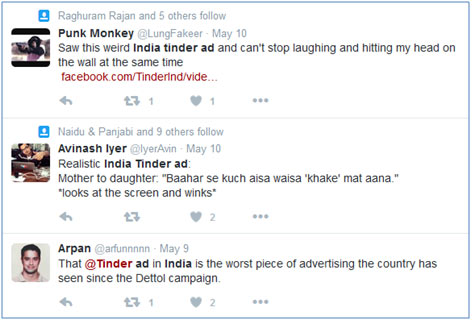 Raghuram Rajan and 5 others follow
Punk Monkey @LungFakeer · May 10
Saw this weird India tinder ad and can't stop laughing and hitting my head on
the wall at the same time
facebook.com/TinderInd/vide...
1 1
Naidu & Panjabi and 9 others follow
Avinash Iyer @IyerAvin · May 10
Realistic India Tinder ad:
Mother to daughter: "Baahar se kuch aisa waisa 'khake' mat aana."
*looks at the screen and winks*
2
Arpan @arfunnnnn · May 9
That @Tinder ad in India is the worst piece of advertising the country has
seen since the Dettol campaign.
1 2